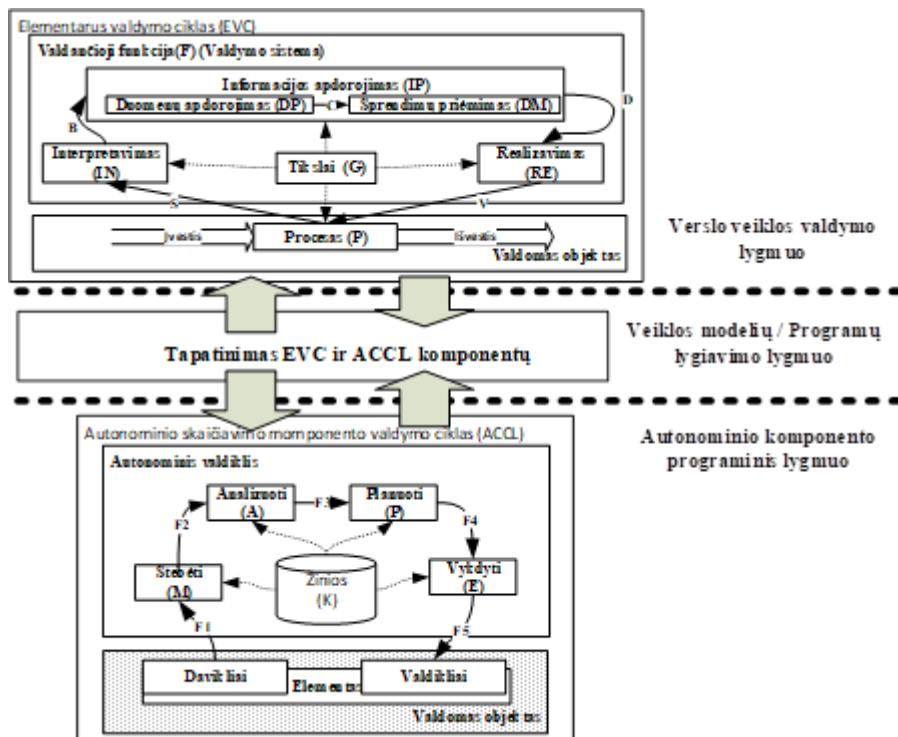 Elementarus valdymo ciklas (EVC)
Valdančioji funkcija(F) (Valdymo sistema)
Informacijos apdorojimas (IP)
Duomenų apdorojimas (DP)
C
Sprendimų priėmimas (DM)
D
B
Interpretavimas
(IN)
Tikslai (G)
Realizavimas
(RE)
S
V
Įvestis
Procesas (P)
Išvestis
Valdomas objektas
Verslo veiklos valdymo
lygmuo
Tapatinimas EVC ir ACCL komponentų
Veiklos modelių / Programų
lygiavimo lygmuo
Autonominio skaičiavimo momponento valdymo ciklas (ACCL)
Autonominio komponento
programinis lygmuo
Autonominis valdiklis
Analizuoti
(A)
F3
Planuoti
(P)
F2
F4
Stebėti
(M)
Žinios
(K)
Vykdyti
(E)
F1
F5
Davikliai
Elementas
Valdikliai
Valdomas objektas